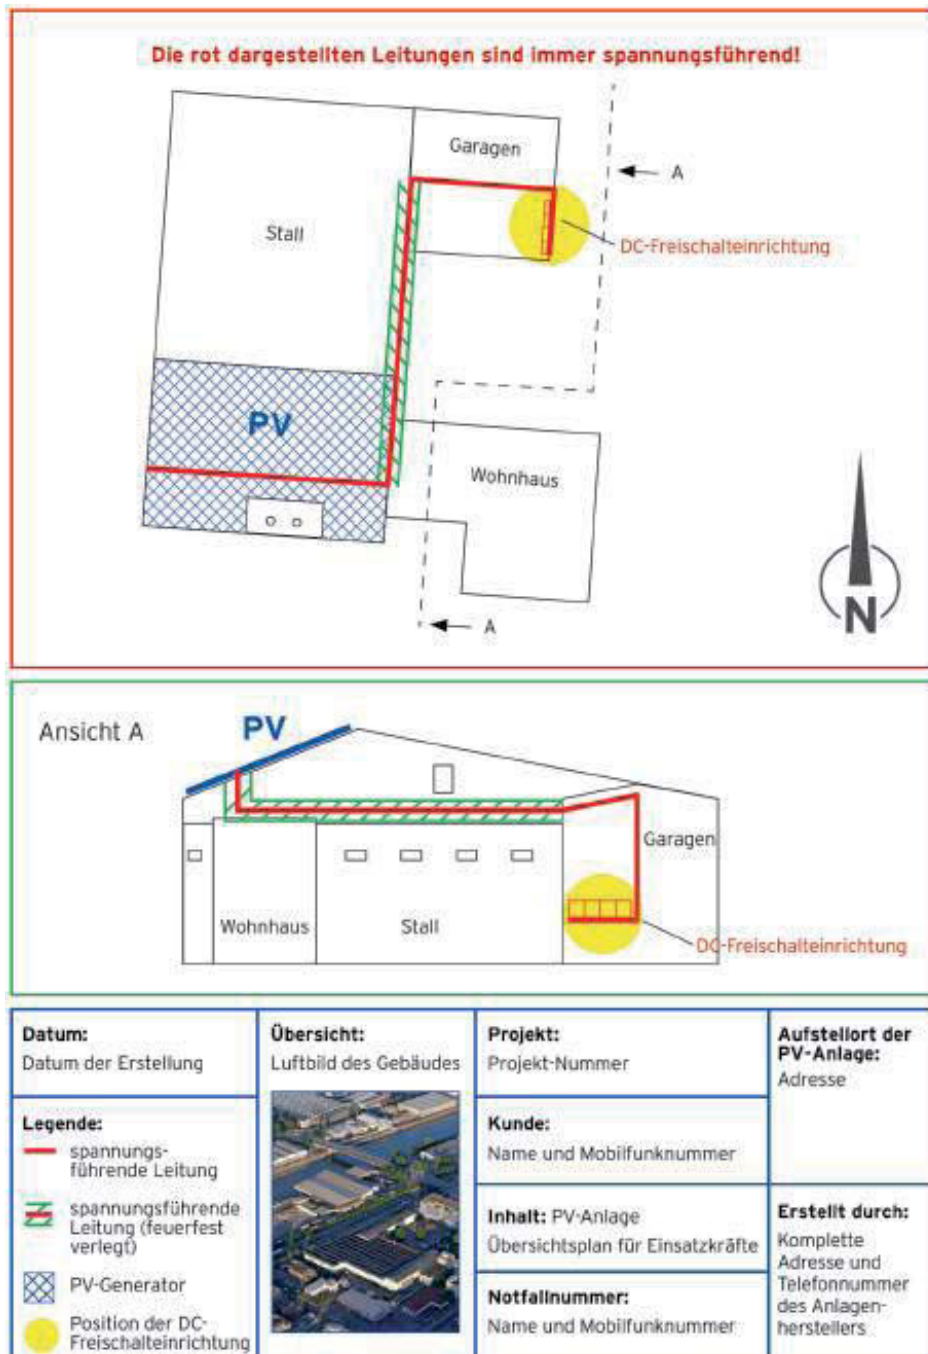 Die rot dargestellten Leitungen sind immer spannungsführend!
Garagen
A
Stall
DC-Freischalteinrichtung
PV
Wohnhaus
N
A
Ansicht A
PV
Garagen
Wohnhaus
Stall
DC-Freischalteinrichtung
Datum:
Datum der Erstellung
Legende:
spannungs-
führende Leitung
spannungsführende
Leitung (feuerfest
verlegt)
PV-Generator
Position der DC-
Freischalteinrichtung
Übersicht:
Luftbild des Gebäudes
Projekt:
Projekt-Nummer
Kunde:
Name und Mobilfunknummer
Inhalt: PV-Anlage
Übersichtsplan für Einsatzkräfte
Notfallnummer:
Name und Mobilfunknummer
Aufstellort der
PV-Anlage:
Adresse
Erstellt durch:
Komplette
Adresse und
Telefonnummer
des Anlagen-
herstellers